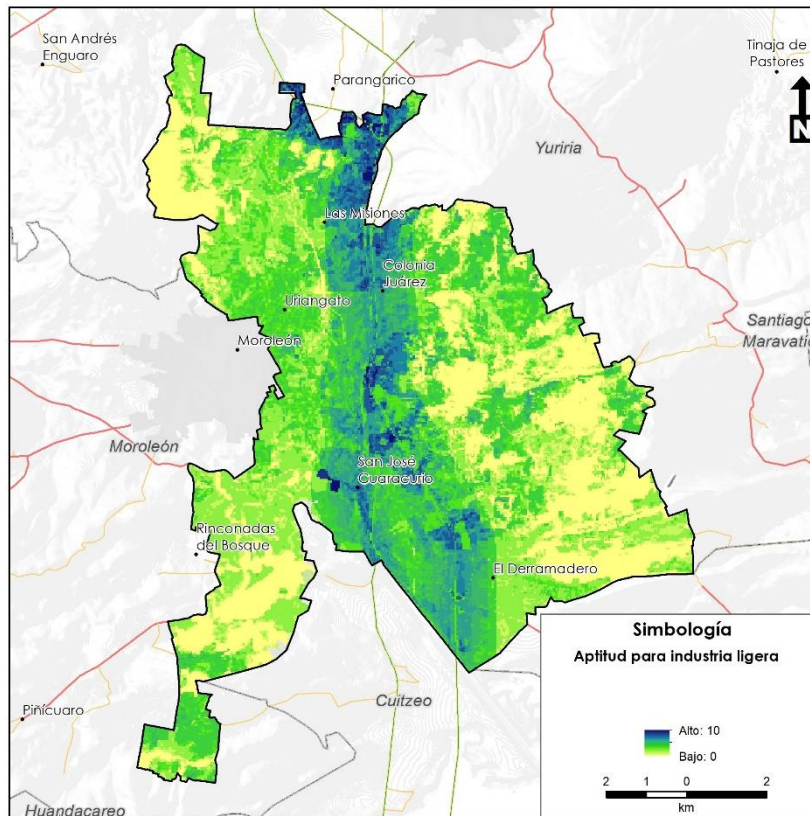 San Andrés
Enguaro
Tinaja de
Pastores
Parangarico
N
Yuriria
Las Misiones
Colonia
Juárez
Uriangato
Santiago
Maravatío
Moroleón
Moroleón
San José
Cuaracurío
Rinconadas
del Bosque
El Derramadero
Simbología
Aptitud para industria ligera
Cuitzeo
Piñícuaro
Alto: 10
Bajo: 0
2 1 0 2
km
Huandacareo